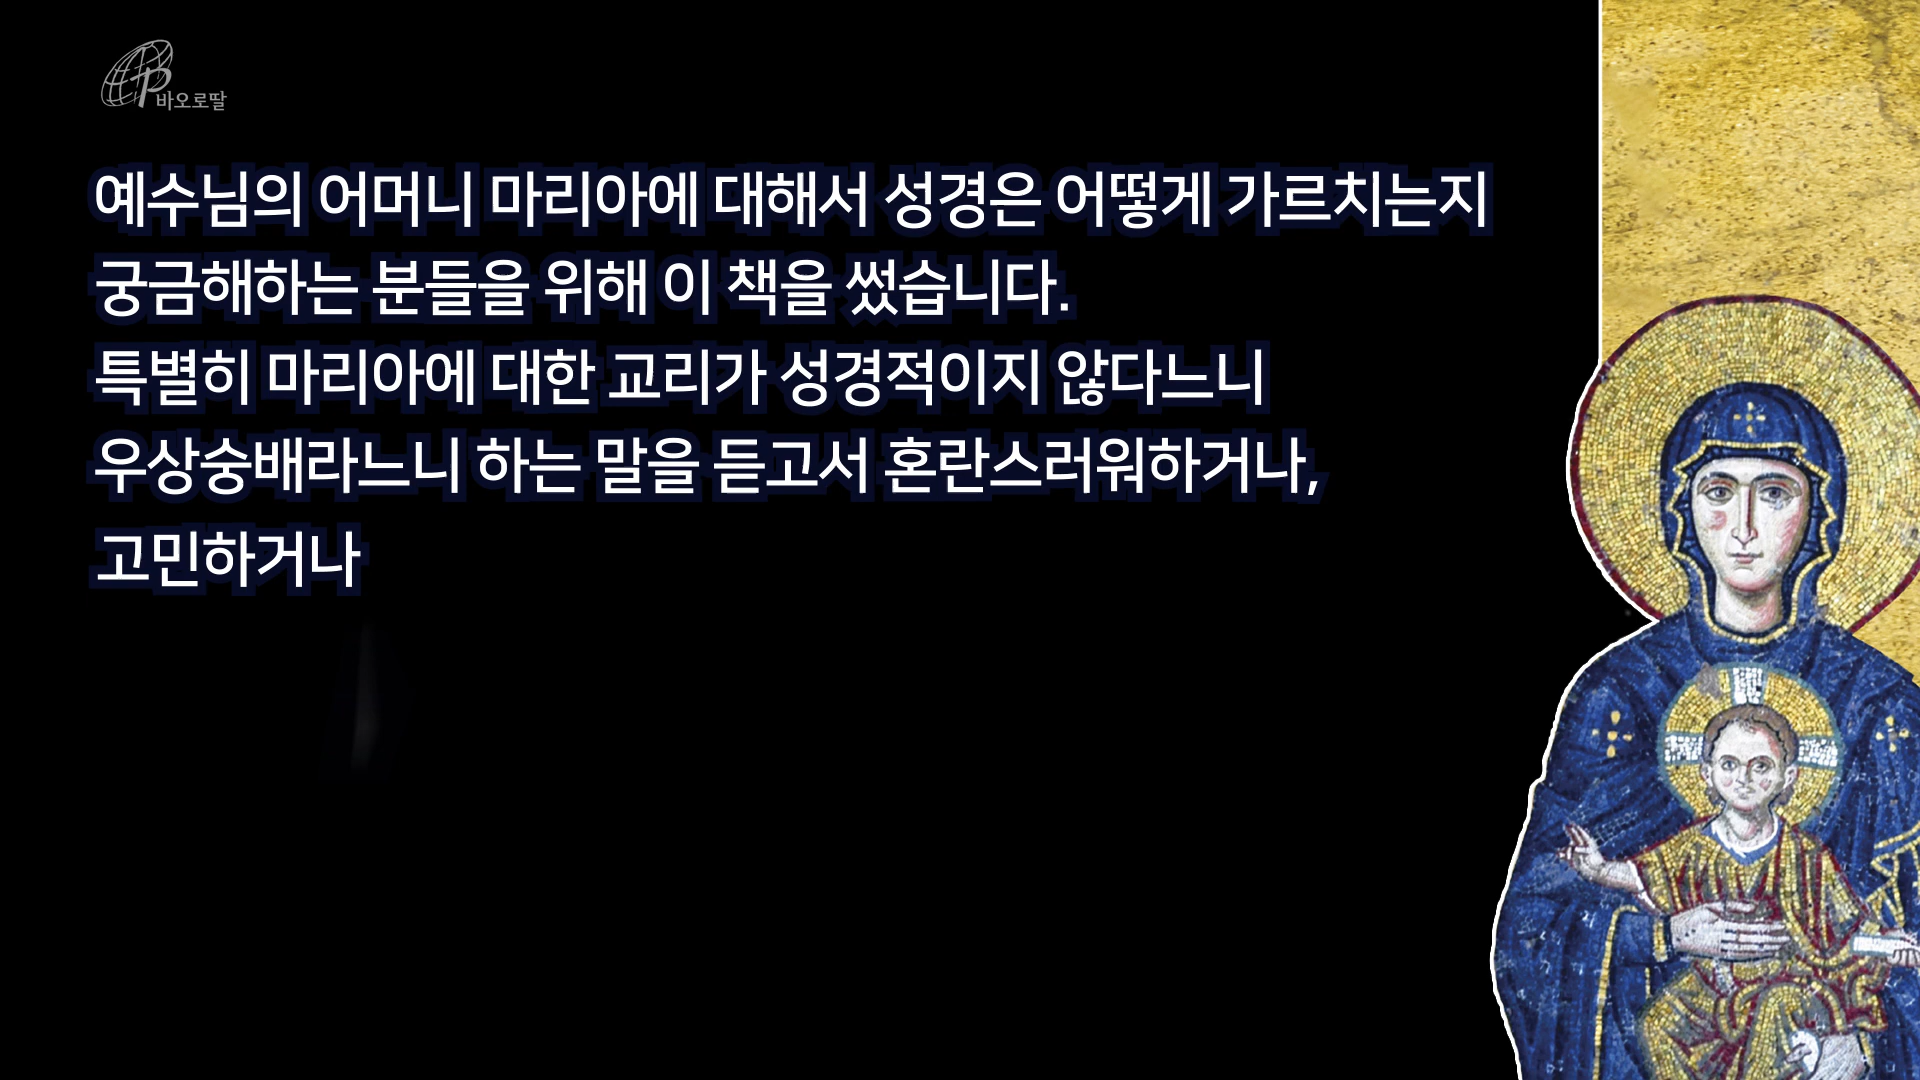 바오로딸
예수님의 어머니 마리아에 대해서 성경은 어떻게 가르치는지
궁금해하는 분들을 위해 이 책을 썼습니다.
특별히 마리아에 대한 교리가 성경적이지 않다느니
우상숭배라느니 하는 말을 듣고서 혼란스러워하거나,
고민하거나